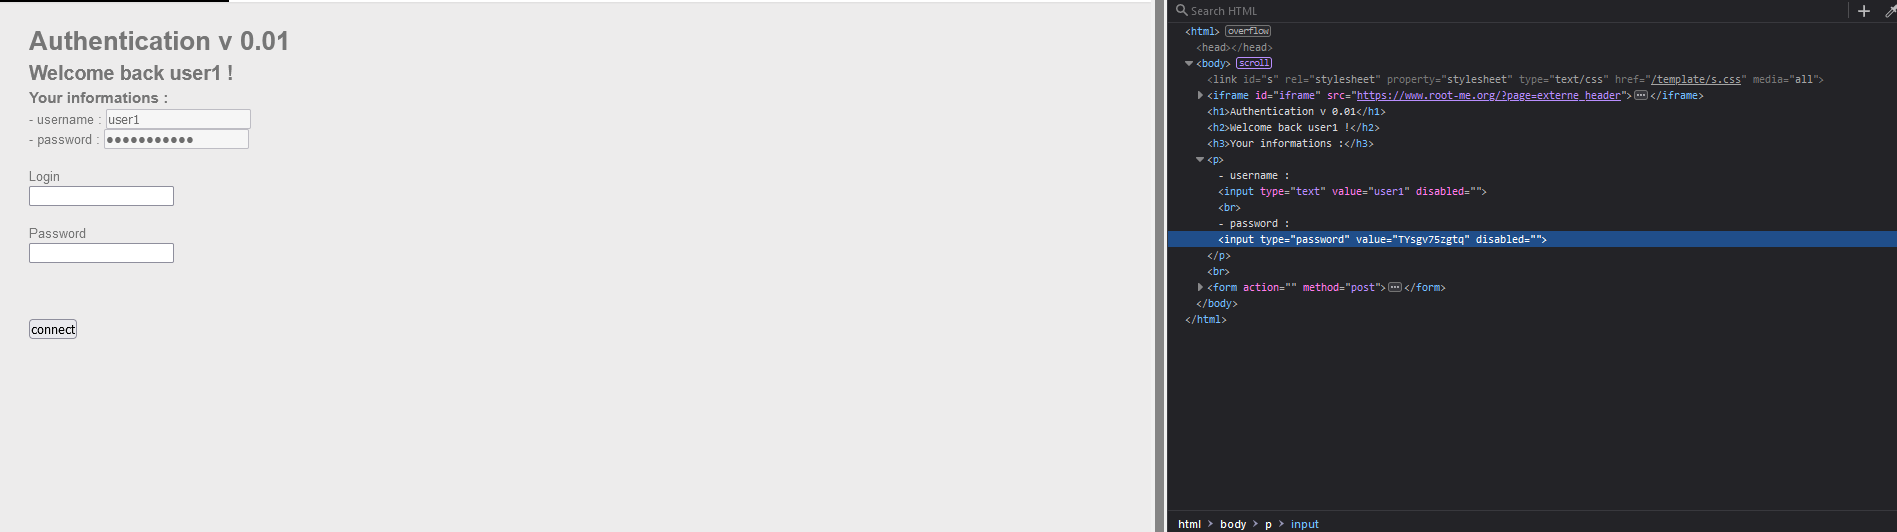 Authentication v 0.01
Welcome back user1 !
Your informations :
- username : user1
- password : ●●●●●●●●●●●
Login
Password
connect
Search HTML
<html> overflow
<head></head>
<body> scroll
<link id="s" rel="stylesheet" property="stylesheet" type="text/css" href="/template/s.css" media="all">
<iframe id="iframe" src="https://www.root-me.org/?page=externe_header">⋯</iframe>
<h1>Authentication v 0.01</h1>
<h2>Welcome back user1 !</h2>
<h3>Your informations :</h3>
<p>
- username :
<input type="text" value="user1" disabled="">
<br>
- password :
<input type="password" value="TYsgv75zgtq" disabled="">
</p>
<br>
<form action="" method="post">⋯</form>
</body>
</html>
html > body > p > input